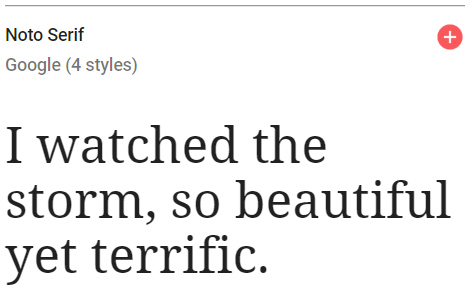 Noto Serif
Google (4 styles)
I watched the
storm, so beautiful
yet terrific.